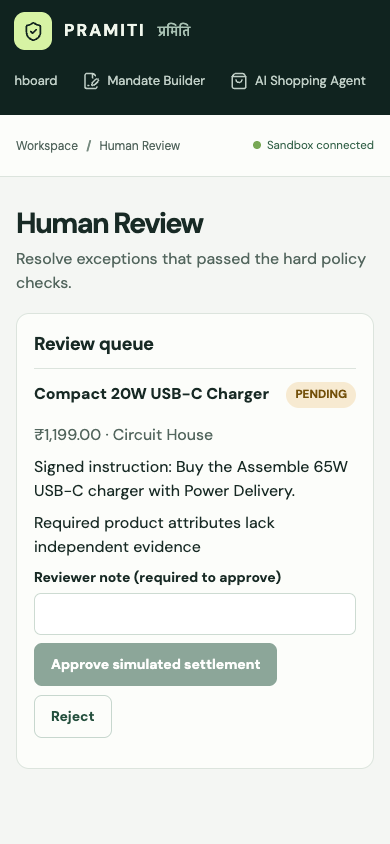 PRAMITI प्रमिति
hboard Mandate Builder AI Shopping Agent
Workspace / Human Review Sandbox connected
Human Review
Resolve exceptions that passed the hard policy
checks.
Review queue
Compact 20W USB-C Charger PENDING
₹1,199.00 · Circuit House
Signed instruction: Buy the Assemble 65W
USB-C charger with Power Delivery.
Required product attributes lack
independent evidence
Reviewer note (required to approve)
Approve simulated settlement
Reject